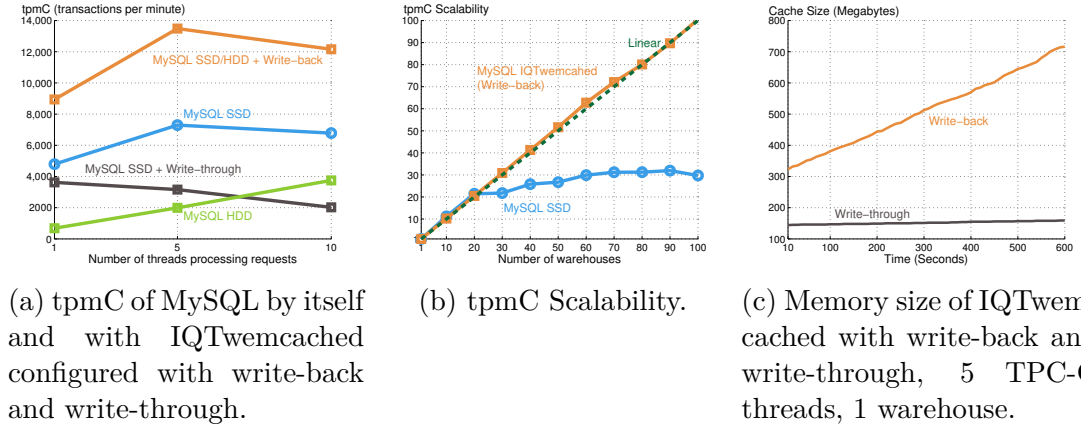 tpmC (transactions per minute)
14,000
12,000
10,000
8,000
6,000
4,000
2000
0
MySQL SSD/HDD + Write-back
MySQL SSD
MySQL SSD + Write-through
MySQL HDD
1 5 10
Number of threads processing requests
(a) tpmC of MySQL by itself
and with IQTwemcached
configured with write-back
and write-through.
tpmC Scalability
100
90
80
70
60
50
40
30
20
10
1
Linear
MySQL IQTwemcahed
(Write-back)
MySQL SSD
1 10 20 30 40 50 60 70 80 90 100
Number of warehouses
(b) tpmC Scalability.
Cache Size (Megabytes)
800
700
600
500
400
300
200
100
Write-back
Write-through
10 100 200 300 400 500 600
Time (Seconds)
(c) Memory size of IQTwem
cached with write-back an
write-through, 5 TPC-C
threads, 1 warehouse.